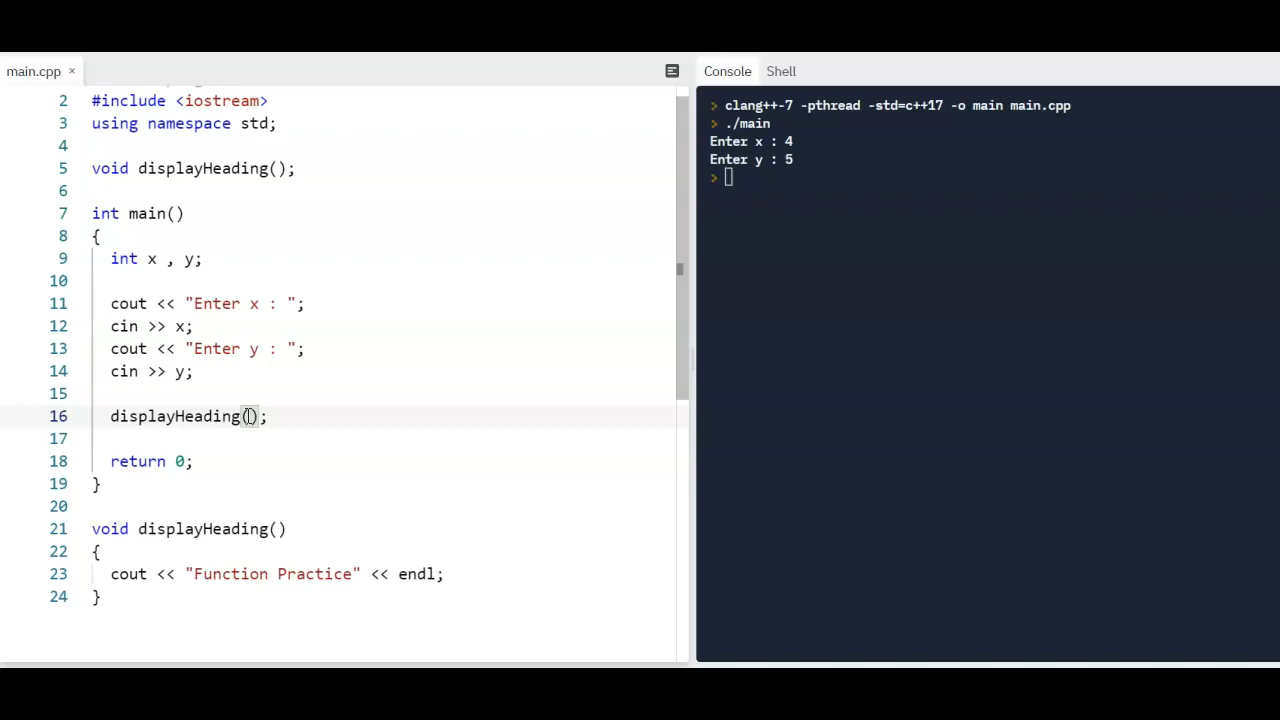 main.cpp ×
Console Shell
2 #include <iostream>
3 using namespace std;
4
5 void displayHeading();
6
7 int main()
8 {
9 int x , y;
10
11 cout << "Enter x : ";
12 cin >> x;
13 cout << "Enter y : ";
14 cin >> y;
15
16 displayHeading();
17
18 return 0;
19 }
20
21 void displayHeading()
22 {
23 cout << "Function Practice" << endl;
24 }
> clang++-7 -pthread -std=c++17 -o main main.cpp
> ./main
Enter x : 4
Enter y : 5
>